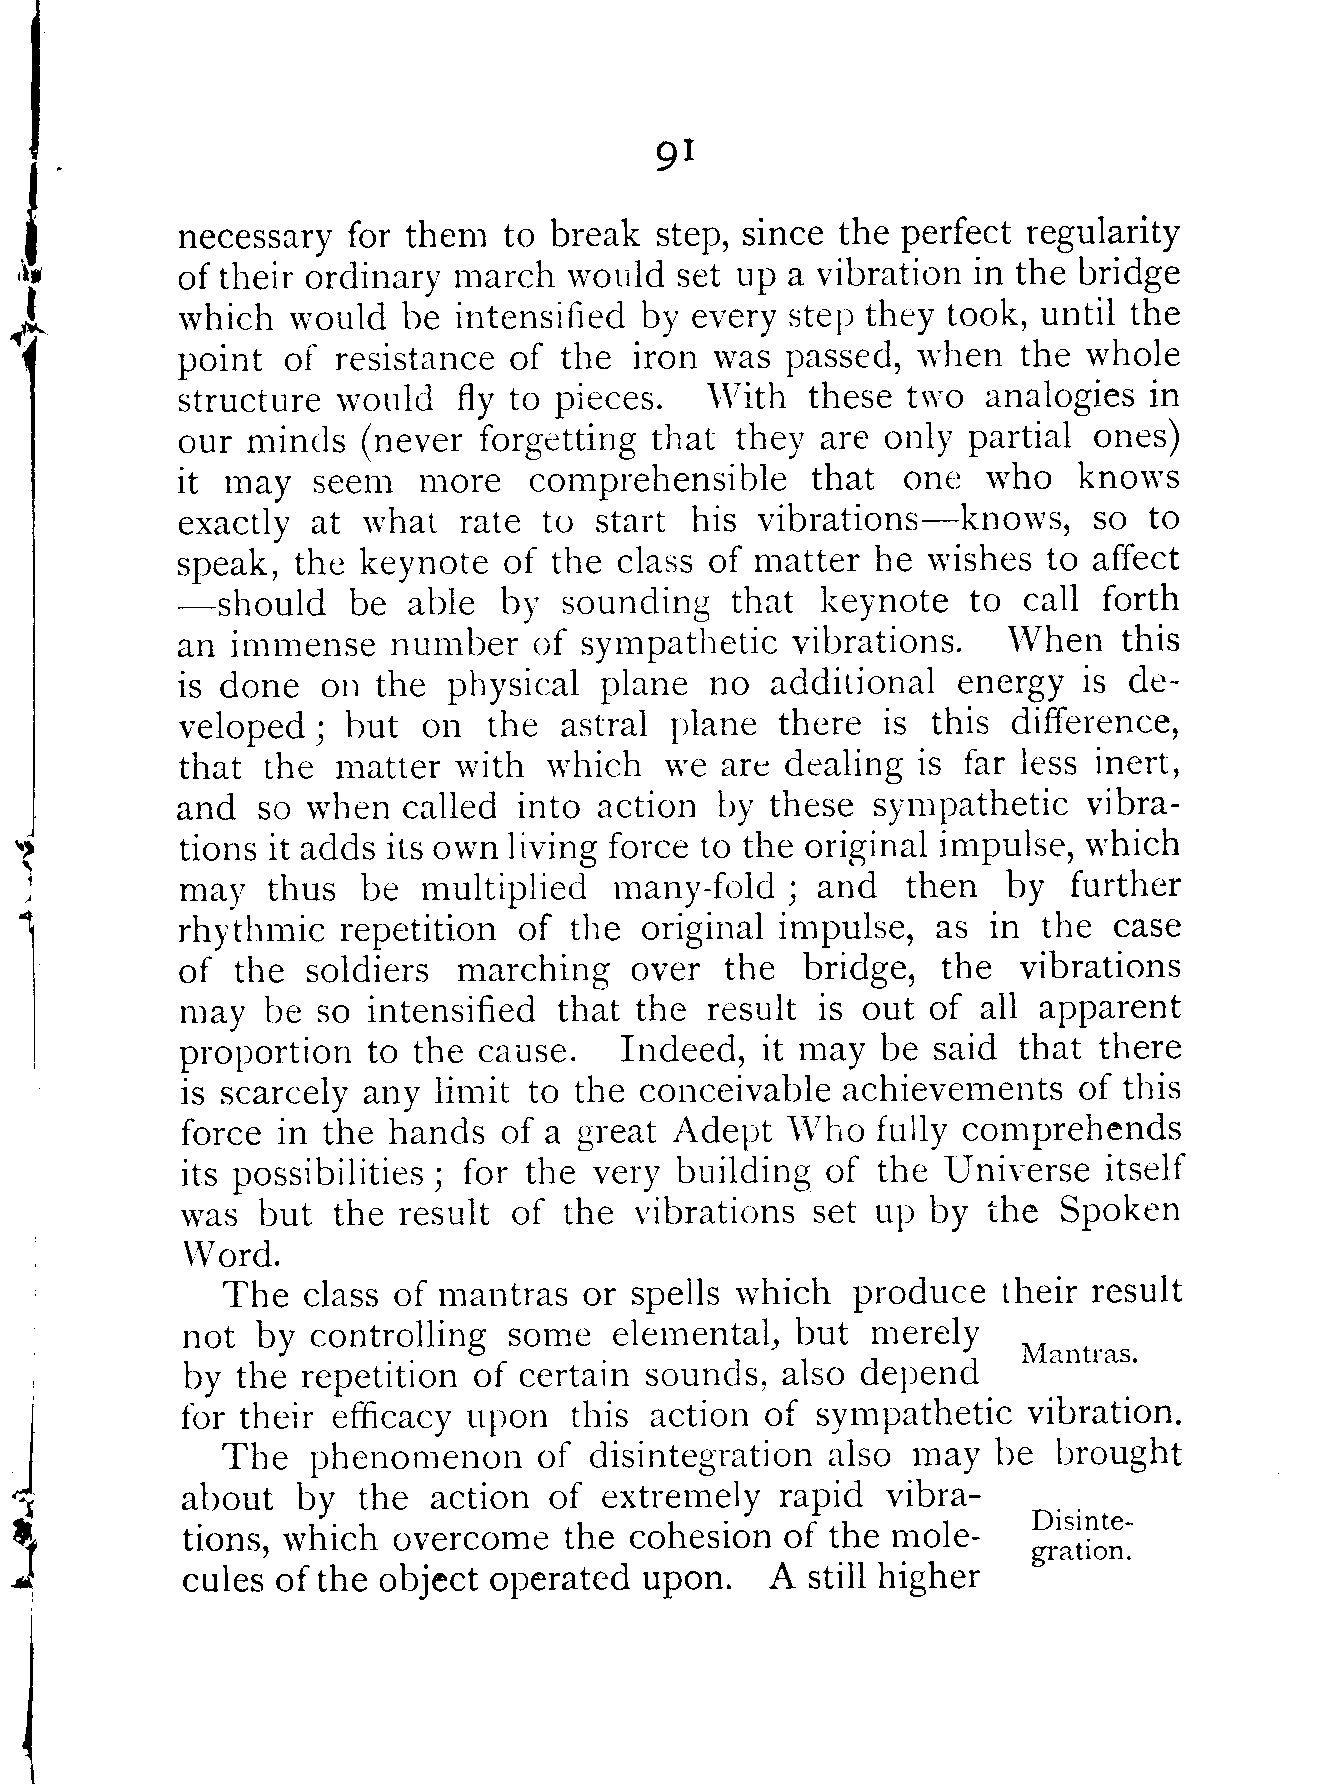 91
necessary for them to break step, since the perfect regularity
of their ordinary march would set up a vibration in the bridge
which would be intensified by every step they took, until the
point of resistance of the iron was passed, when the whole
structure would fly to pieces. With these two analogies in
our minds (never forgetting that they are only partial ones)
it may seem more comprehensible that one who knows
exactly at what rate to start his vibrations—knows, so to
speak, the keynote of the class of matter he wishes to affect
—should be able by sounding that keynote to call forth
an immense number of sympathetic vibrations. When this
is done on the physical plane no additional energy is de-
veloped ; but on the astral plane there is this difference,
that the matter with which we are dealing is far less inert,
and so when called into action by these sympathetic vibra-
tions it adds its own living force to the original impulse, which
may thus be multiplied many-fold ; and then by further
rhythmic repetition of the original impulse, as in the case
of the soldiers marching over the bridge, the vibrations
may be so intensified that the result is out of all apparent
proportion to the cause. Indeed, it may be said that there
is scarcely any limit to the conceivable achievements of this
force in the hands of a great Adept Who fully comprehends
its possibilities ; for the very building of the Universe itself
was but the result of the vibrations set up by the Spoken
Word.
The class of mantras or spells which produce their result
not by controlling some elemental, but merely
Mantras.
by the repetition of certain sounds, also depend
for their efficacy upon this action of sympathetic vibration.
The phenomenon of disintegration also may be brought
about by the action of extremely rapid vibra-
Disinte-
tions, which overcome the cohesion of the mole-
gration.
cules of the object operated upon. A still higher